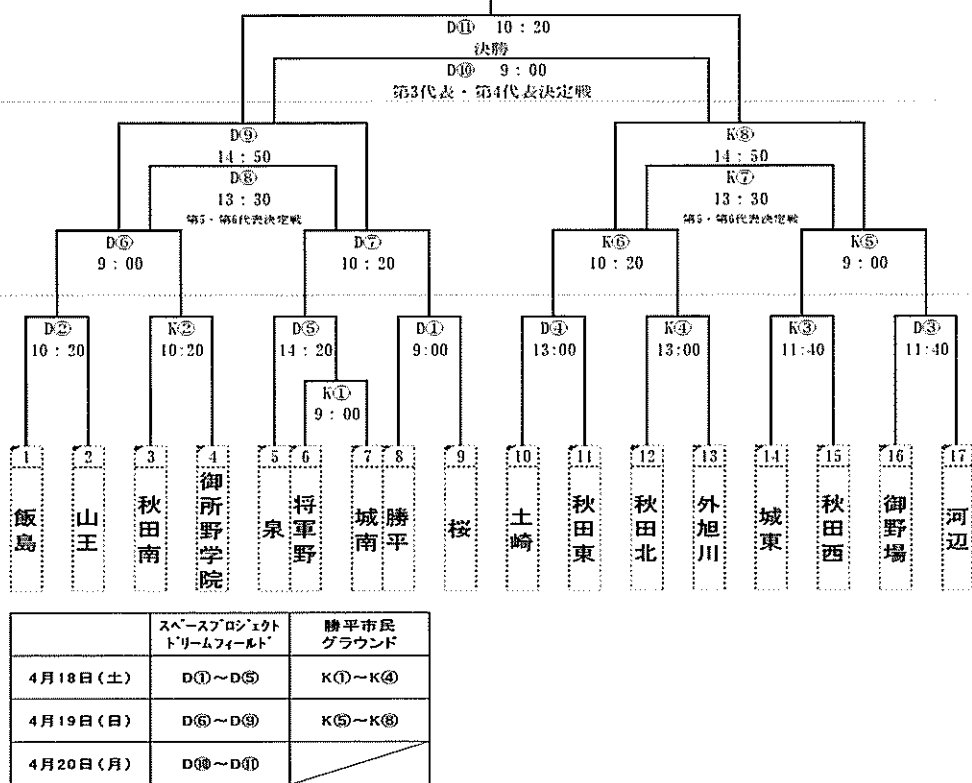 D⑪ 10：20
決勝
D⑩ 9：00
第3代表・第4代表決定戦
D⑨ K⑧
14：50 14：50
D⑧ K⑦
13：30 13：30
第5・第6代表決定戦 第5・第6代表決定戦
D⑥ D⑦ K⑥ K⑤
9：00 10：20 10：20 9：00
D② K② D⑤ D① D④ K④ K③ D③
10：20 10:20 14：20 9:00 13:00 13:00 11:40 11:40
K①
9：00
1 2 3 4 5 6 7 8 9 10 11 12 13 14 15 16 17
飯島 山王 秋田南 御所野学院 泉 将軍野 城南 勝平 桜 土崎 秋田東 秋田北 外旭川 城東 秋田西 御野場 河辺
スペースプロジェクト 勝平市民
ドリームフィールド グラウンド
4月18日(土) D①～D⑤ K①～K④
4月19日(日) D⑥～D⑨ K⑤～K⑧
4月20日(月) D⑩～D⑪